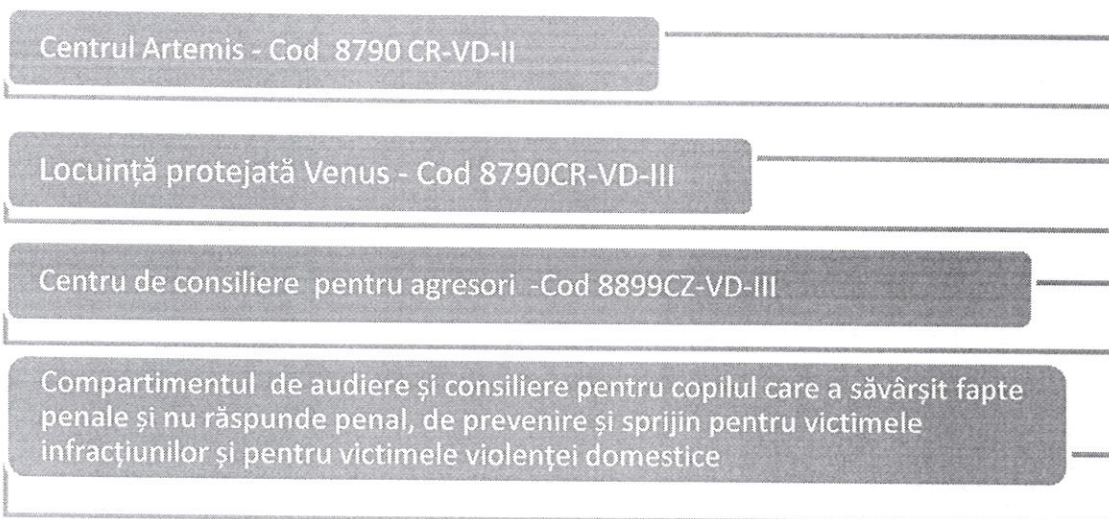 Centrul Artemis - Cod  8790 CR-VD-II
Locuință protejată Venus - Cod 8790CR-VD-III
Centru de consiliere  pentru agresori -Cod 8899CZ-VD-III
Compartimentul  de audiere și consiliere pentru copilul care a săvârșit fapte
penale și nu răspunde penal, de prevenire și sprijin pentru victimele
infracțiunilor și pentru victimele violenței domestice